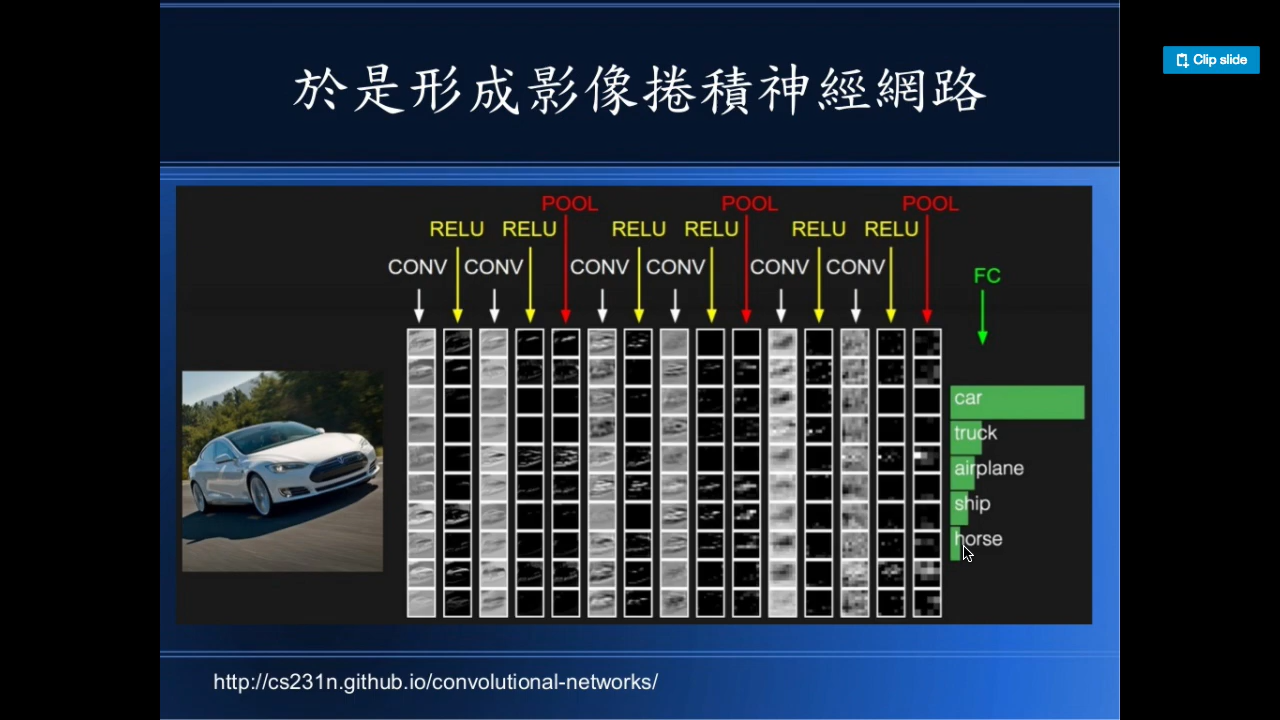 Clip slide
於是形成影像捲積神經網路
POOL POOL POOL
RELU RELU RELU RELU RELU RELU
CONV CONV CONV CONV CONV CONV
FC
car
truck
airplane
ship
horse
http://cs231n.github.io/convolutional-networks/